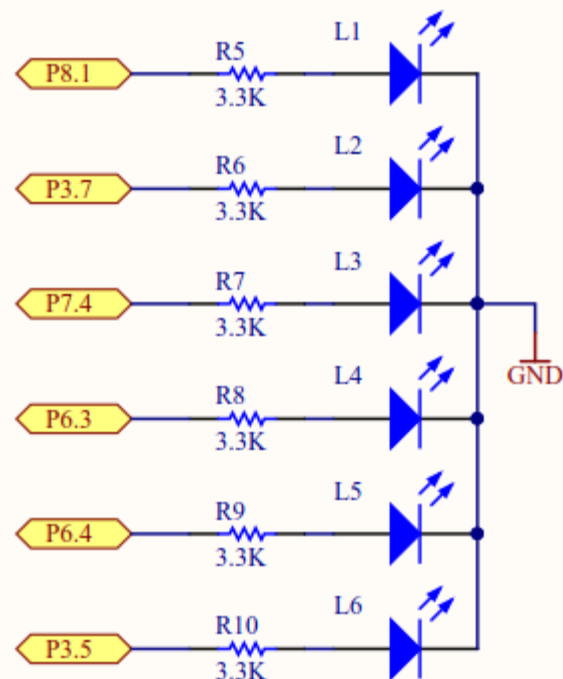 L1
R5
P8.1
3.3K
L2
R6
P3.7
3.3K
L3
R7
P7.4
3.3K
GND
L4
R8
P6.3
3.3K
L5
R9
P6.4
3.3K
L6
R10
P3.5
3.3K